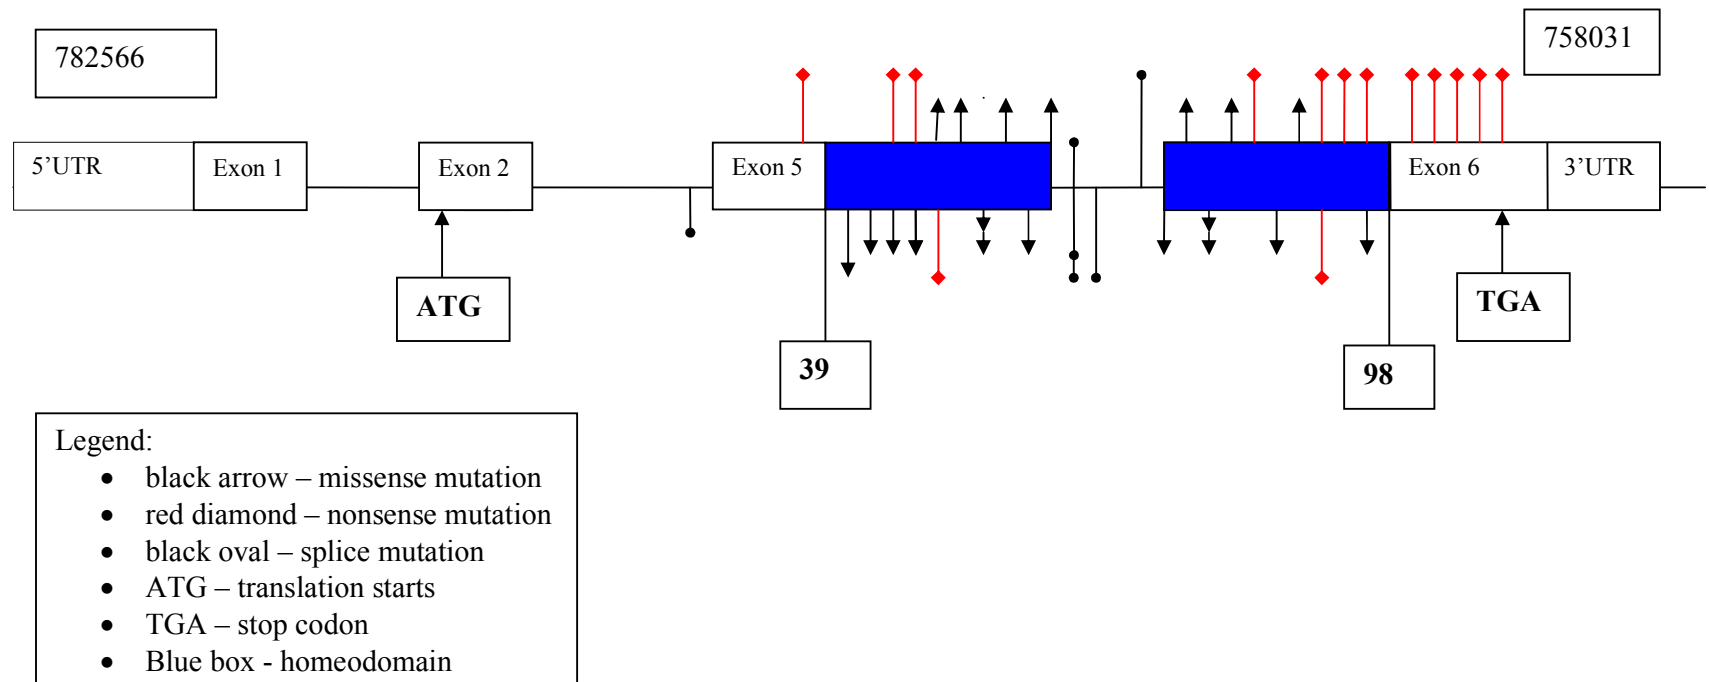 782566
758031
5’UTR
Exon 1
Exon 2
Exon 5
Exon 6
3’UTR
ATG
TGA
39
98
Legend:
• black arrow – missense mutation
• red diamond – nonsense mutation
• black oval – splice mutation
• ATG – translation starts
• TGA – stop codon
• Blue box - homeodomain